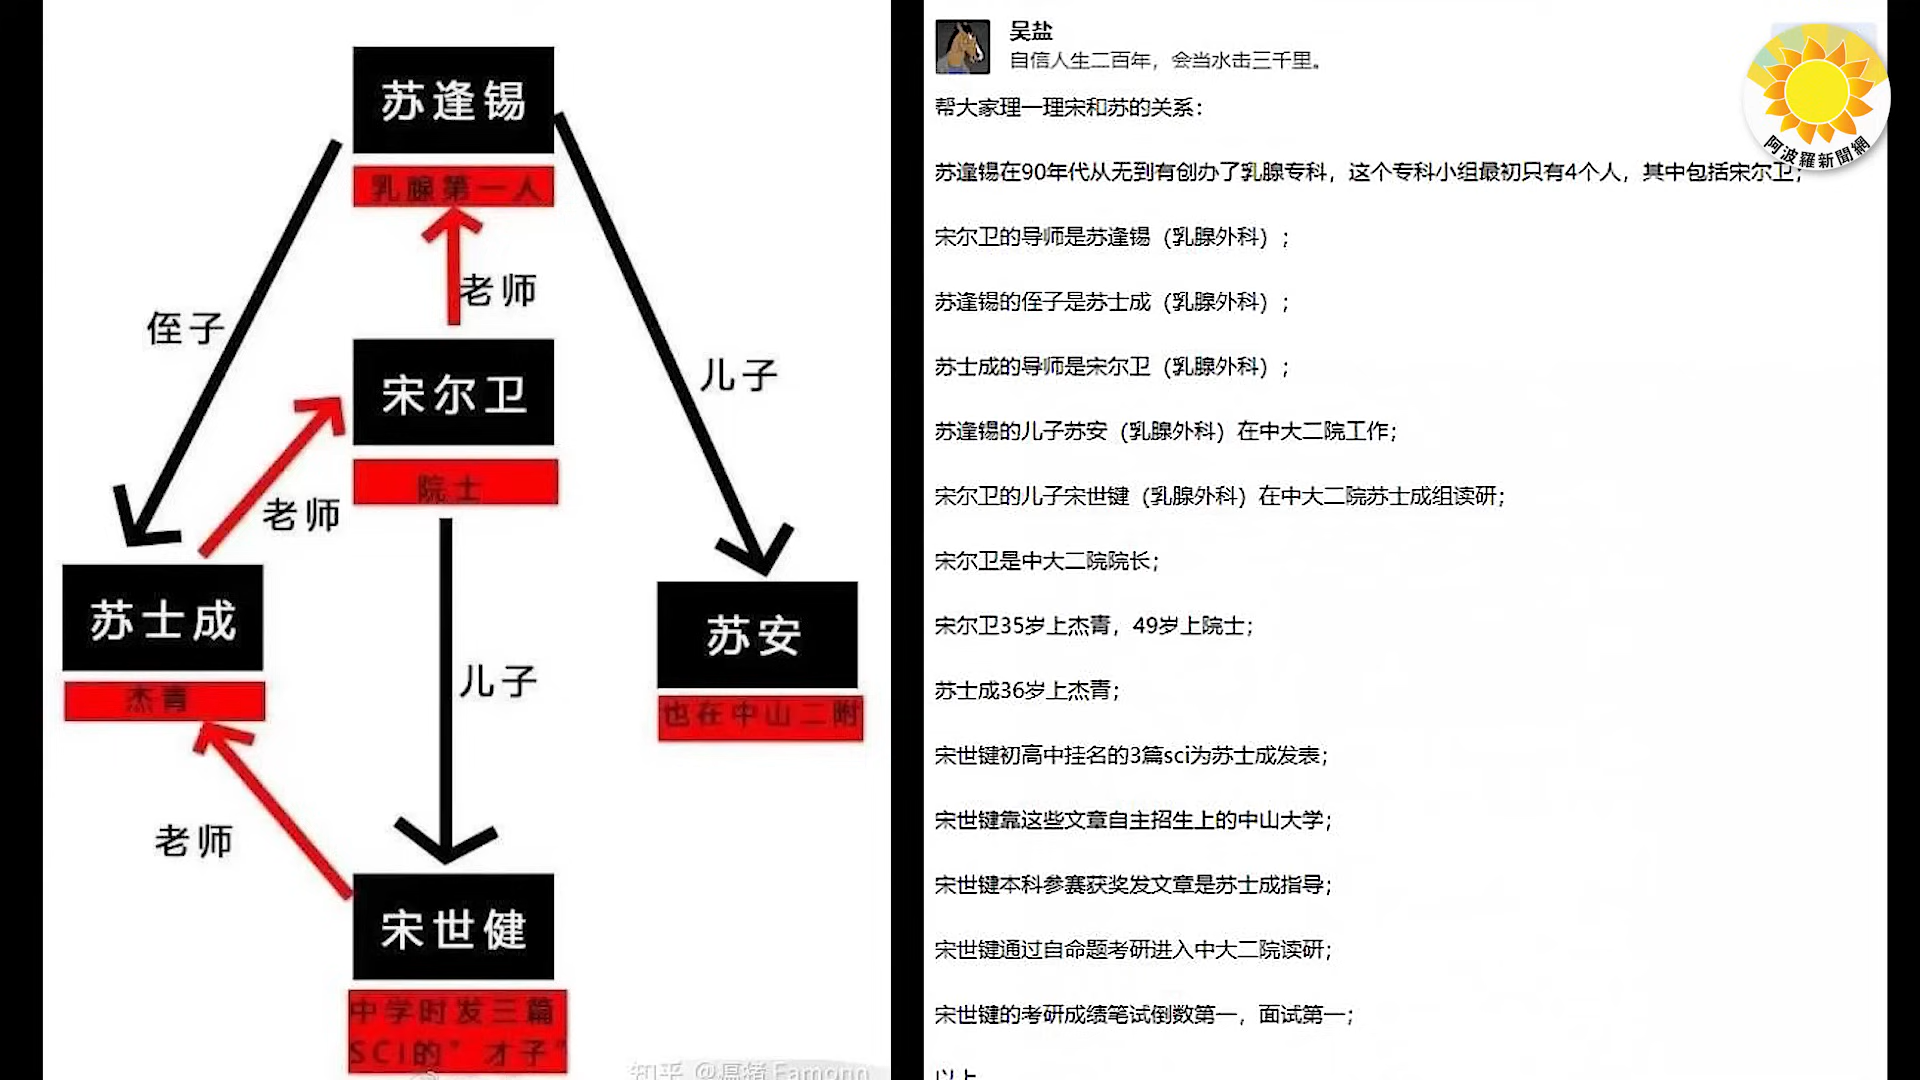 苏逢锡
乳腺第一人
老师
侄子
宋尔卫
儿子
院士
老师
苏士成
苏安
杰青
儿子
也在中山二附
老师
宋世健
中学时发三篇
SCI的"才子"
知乎
吴盐
自信人生二百年，会当水击三千里。
帮大家理一理宋和苏的关系：
苏逢锡在90年代从无到有创办了乳腺专科，这个专科小组最初只有4个人，其中包括宋尔卫；
宋尔卫的导师是苏逢锡（乳腺外科）；
苏逢锡的侄子是苏士成（乳腺外科）；
苏士成的导师是宋尔卫（乳腺外科）；
苏逢锡的儿子苏安（乳腺外科）在中大二院工作；
宋尔卫的儿子宋世键（乳腺外科）在中大二院苏士成组读研；
宋尔卫是中大二院院长；
宋尔卫35岁上杰青，49岁上院士；
苏士成36岁上杰青；
宋世键初高中挂名的3篇sci为苏士成发表；
宋世键靠这些文章自主招生上的中山大学；
宋世键本科参赛获奖发文章是苏士成指导；
宋世键通过自命题考研进入中大二院读研；
宋世键的考研成绩笔试倒数第一，面试第一；
以上
阿波羅新聞網